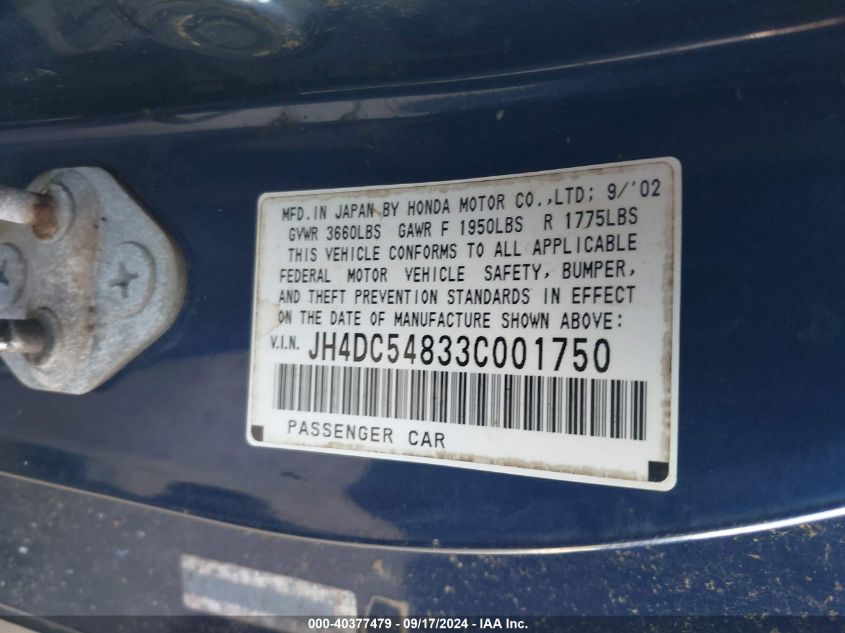 MFD.IN JAPAN BY HONDA MOTOR CO.,LTD; 9/'02
GVWR 3660LBS GAWR F 1950LBS R 1775LBS
THIS VEHICLE CONFORMS TO ALL APPLICABLE
FEDERAL MOTOR VEHICLE SAFETY, BUMPER,
AND THEFT PREVENTION STANDARDS IN EFFECT
ON THE DATE OF MANUFACTURE SHOWN ABOVE:
V.I.N. JH4DC54833C001750
PASSENGER CAR
--- 40377479 - 09/17/2024 - IAA Inc.